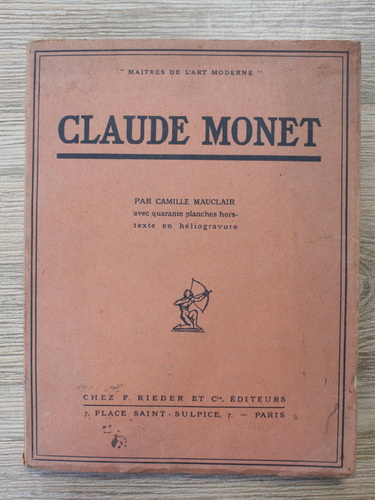 " MAITRES DE L'ART MODERNE "
CLAUDE MONET
PAR CAMILLE MAUCLAIR
avec quarante planches hors-
texte en héliogravure
CHEZ F. RIEDER ET Cie, ÉDITEURS
7, PLACE SAINT-SULPICE, 7. — PARIS